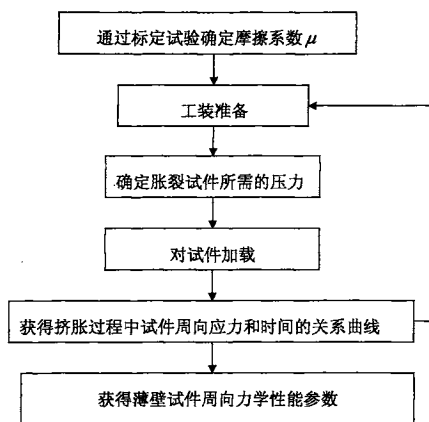 通过标定试验确定摩擦系数μ
工装准备
确定胀裂试件所需的压力
对试件加载
获得挤胀过程中试件周向应力和时间的关系曲线
获得薄壁试件周向力学性能参数